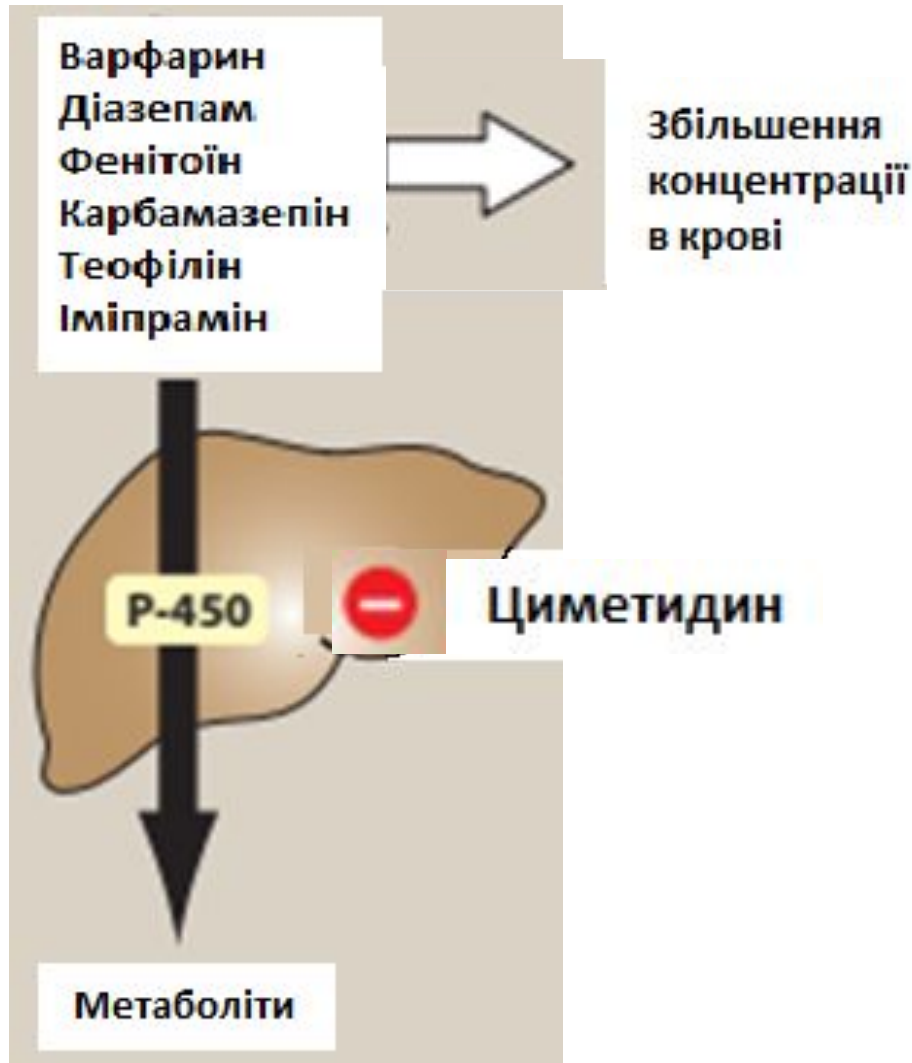 Варфарин
Діазепам
Фенітоїн
Карбамазепін
Теофілін
Іміпрамін
Збільшення
концентрації
в крові
P-450
Циметидин
Метаболіти